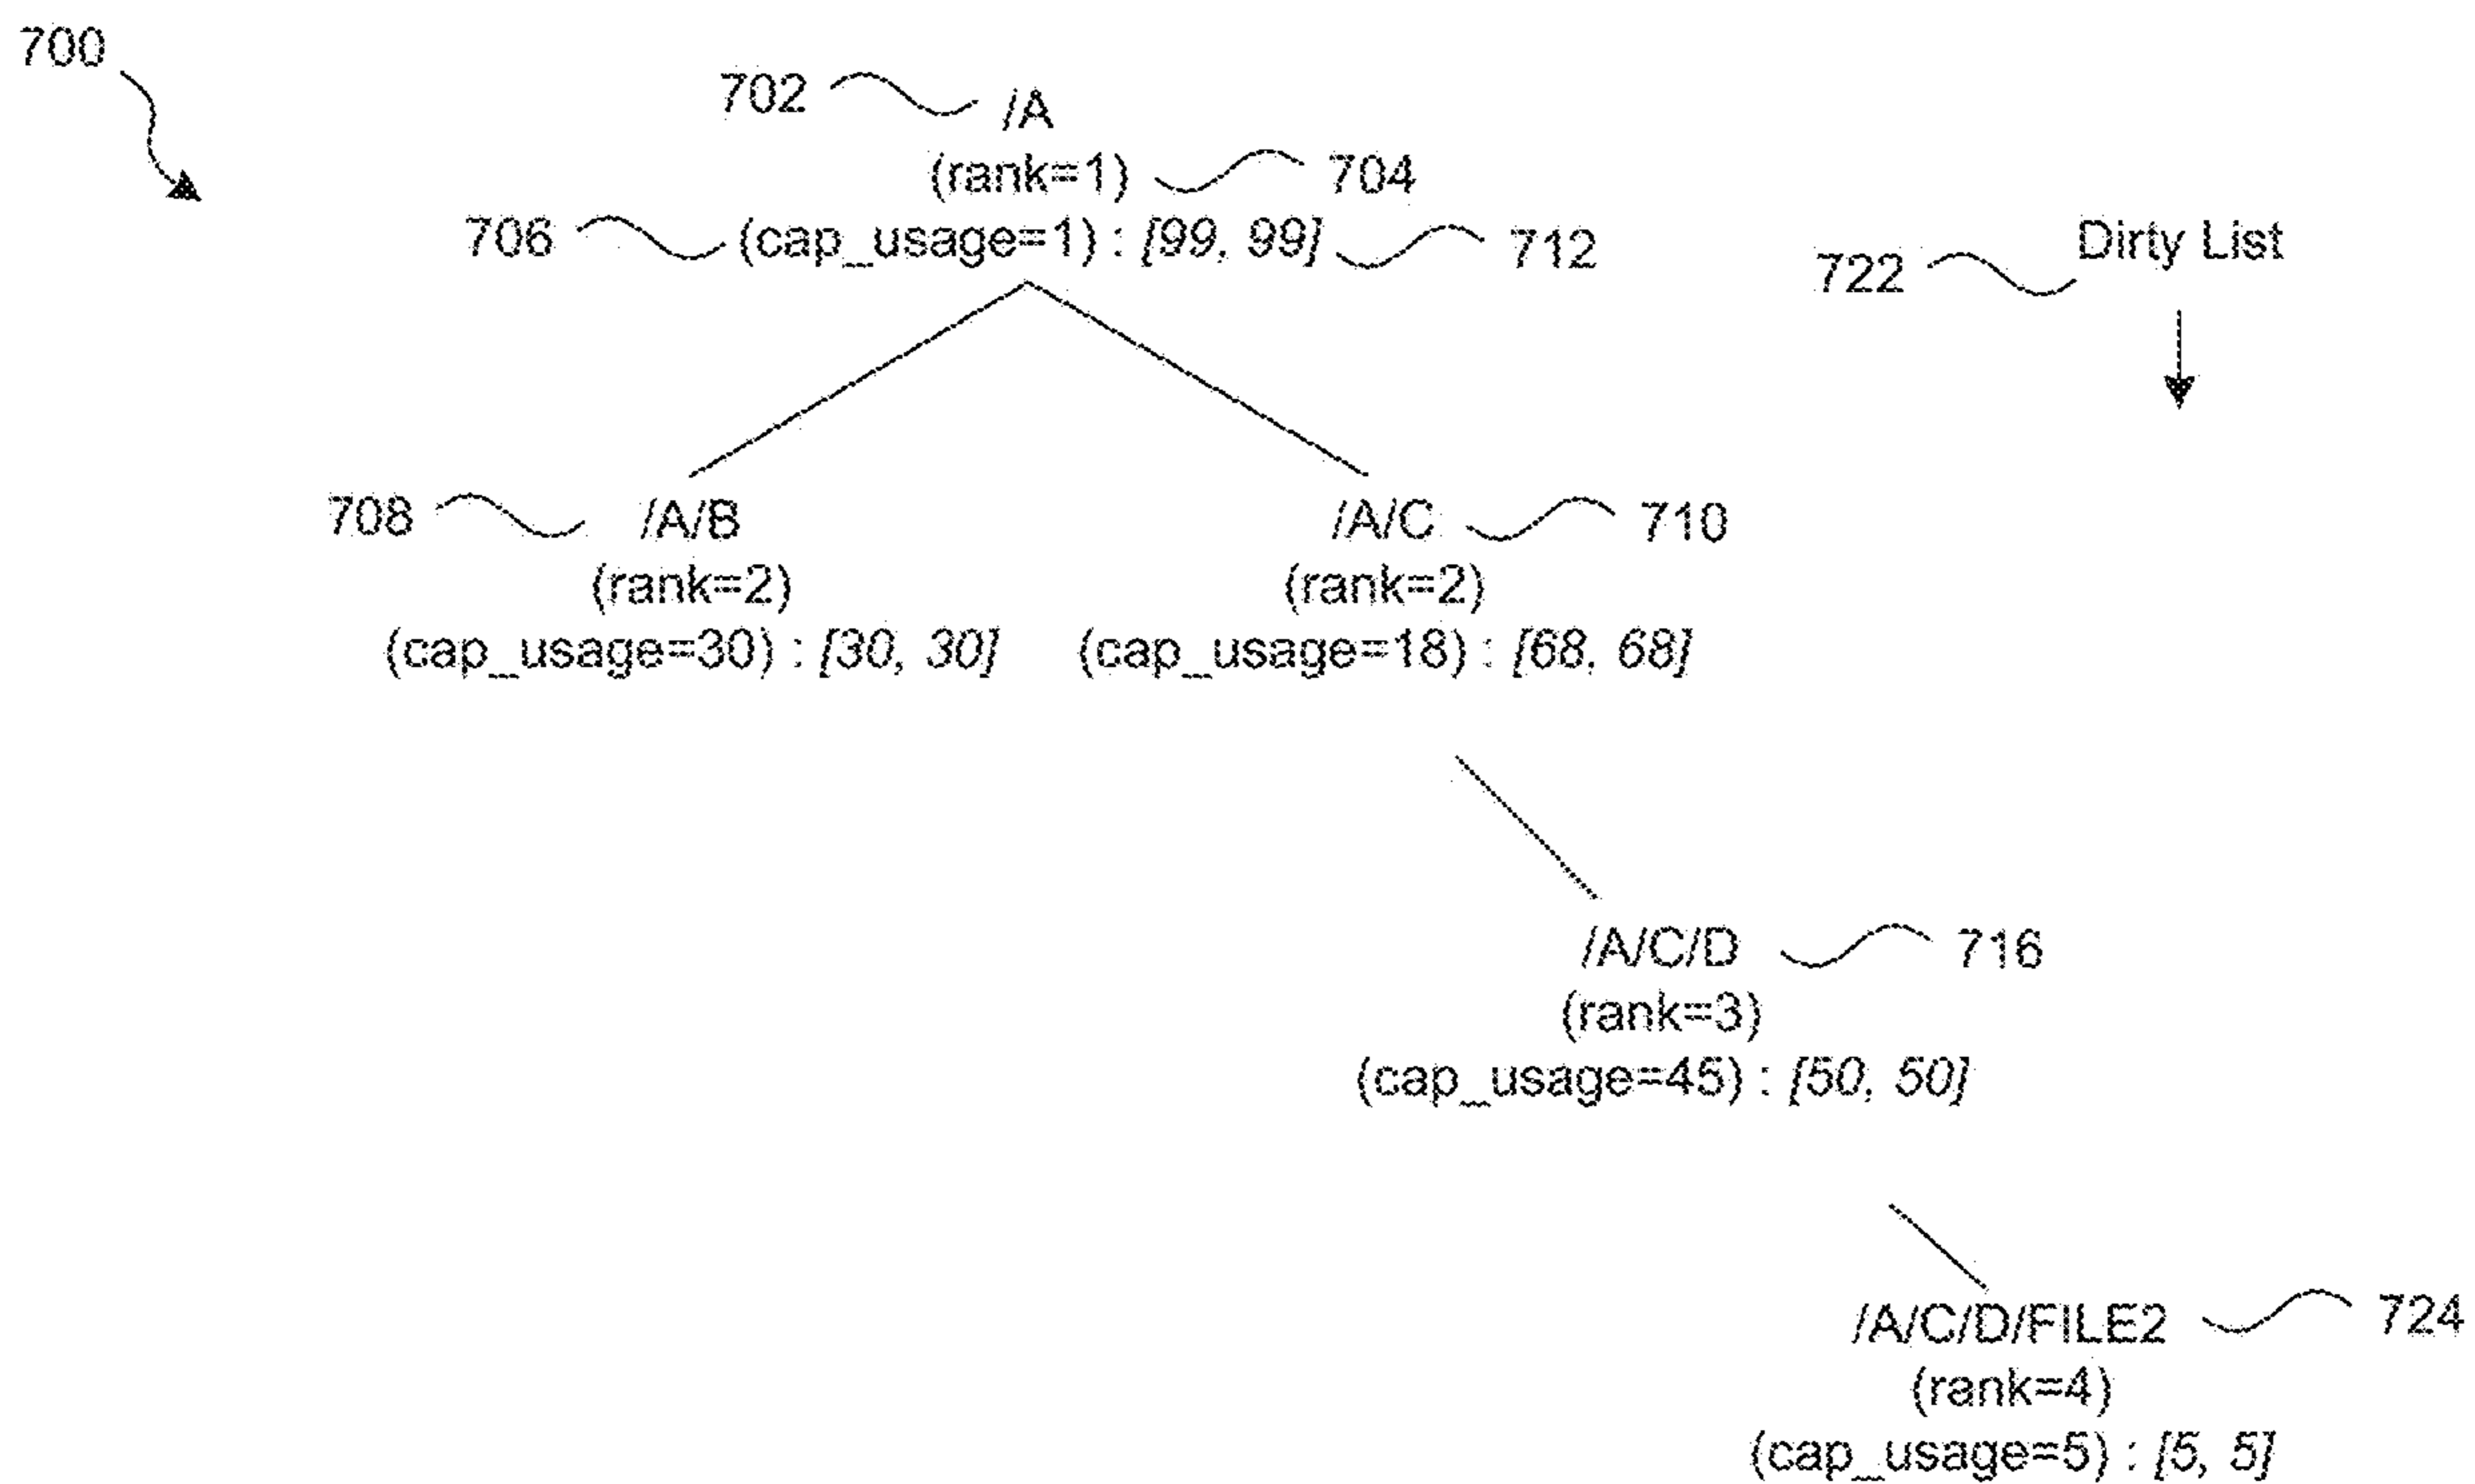 700
702 /A
(rank=1) 704
706 (cap_usage=1) : [99, 99] 712
722 Dirty List
708 /A/B
(rank=2)
(cap_usage=30) : [30, 30]
/A/C 710
(rank=2)
(cap_usage=18) : [68, 68]
/A/C/D 716
(rank=3)
(cap_usage=45) : [50, 50]
/A/C/D/FILE2 724
(rank=4)
(cap_usage=5) : [5, 5]